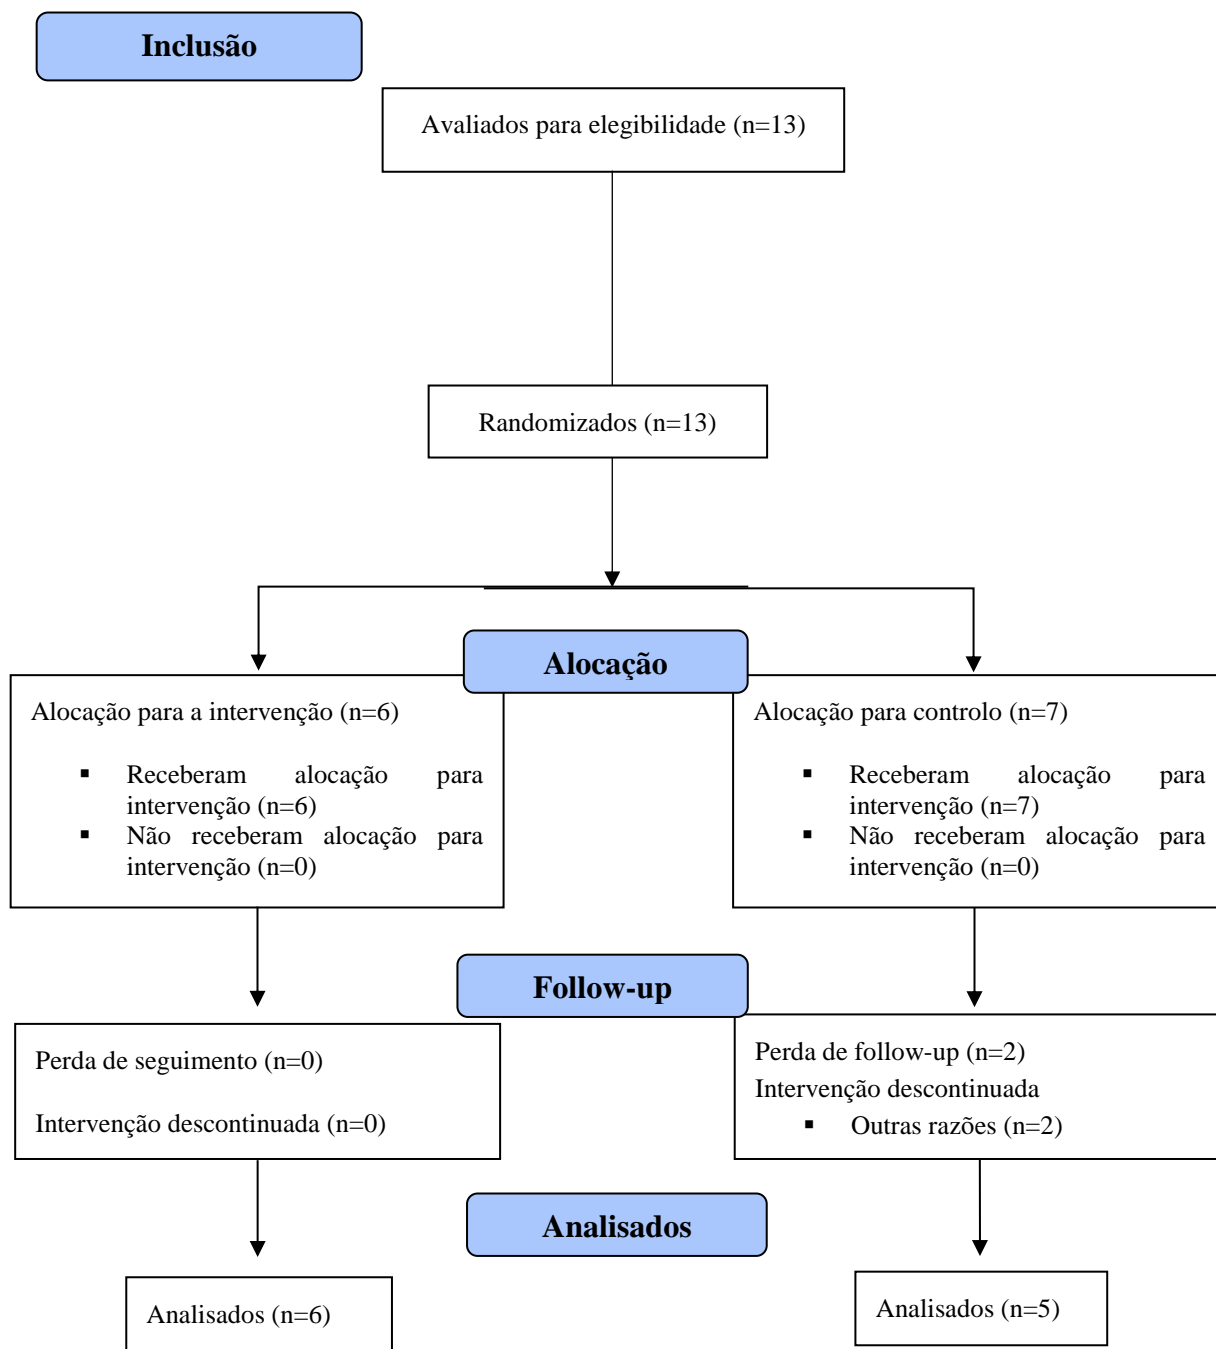 Inclusão
Avaliados para elegibilidade (n=13)
Randomizados (n=13)
Alocação
Alocação para a intervenção (n=6)
▪ Receberam alocação para
intervenção (n=6)
▪ Não receberam alocação para
intervenção (n=0)
Alocação para controlo (n=7)
▪ Receberam alocação para
intervenção (n=7)
▪ Não receberam alocação para
intervenção (n=0)
Follow-up
Perda de seguimento (n=0)
Intervenção descontinuada (n=0)
Perda de follow-up (n=2)
Intervenção descontinuada
▪ Outras razões (n=2)
Analisados
Analisados (n=6)
Analisados (n=5)